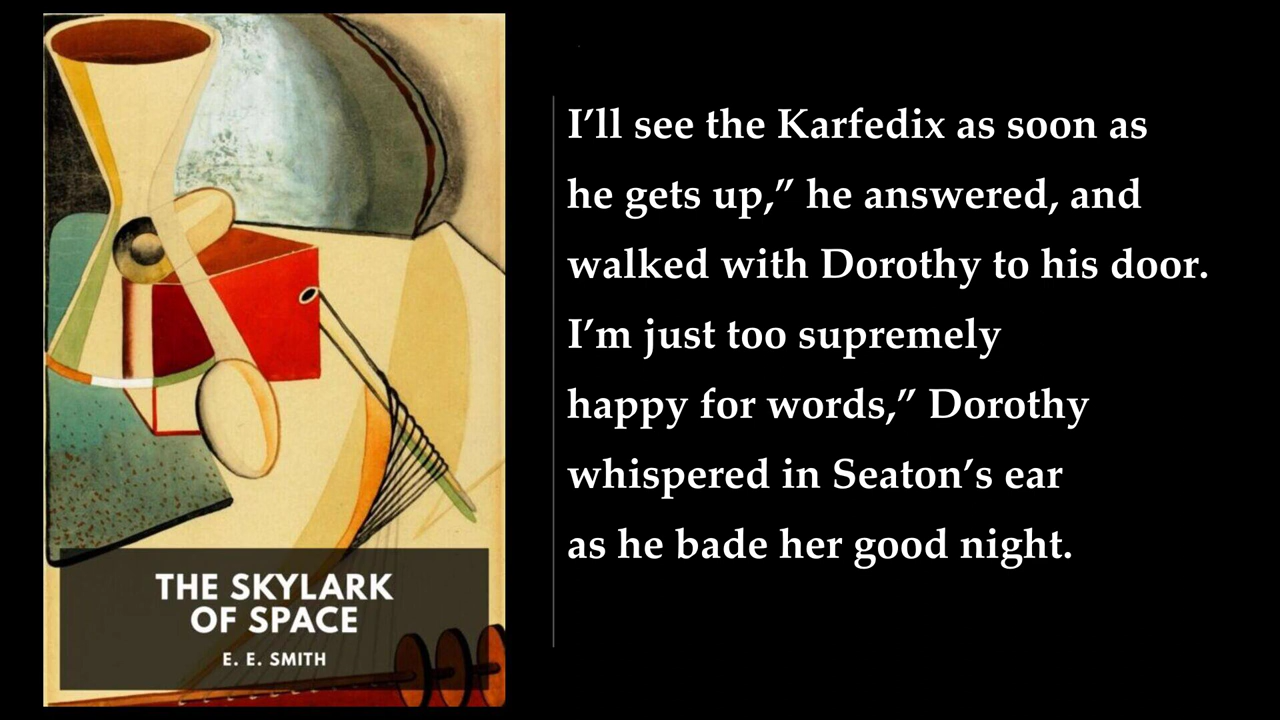 I’ll see the Karfedix as soon as
he gets up,” he answered, and
walked with Dorothy to his door.
I’m just too supremely
happy for words,” Dorothy
whispered in Seaton’s ear
as he bade her good night.
THE SKYLARK
OF SPACE
E. E. SMITH